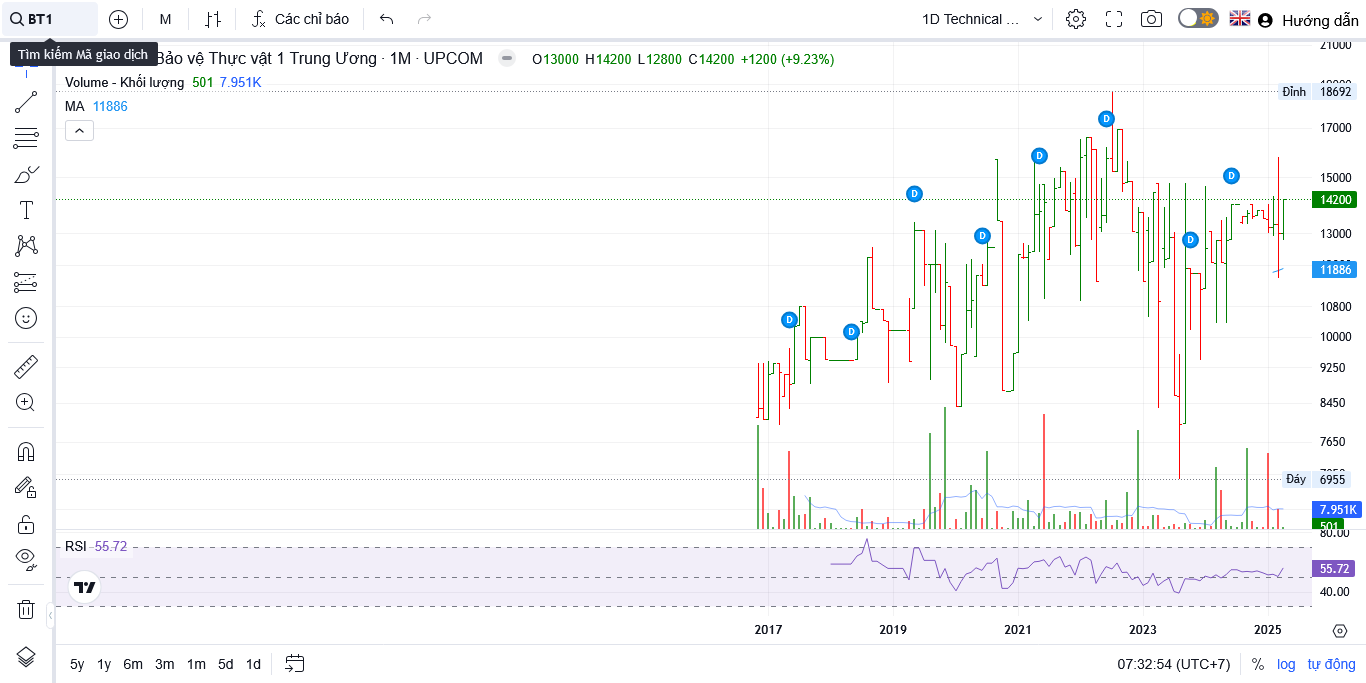 BT1
M
Các chỉ báo
1D Technical ...
Hướng dẫn
Tìm kiếm Mã giao dịch
Bảo vệ Thực vật 1 Trung Ương · 1M · UPCOM
O13000 H14200 L12800 C14200 +1200 (+9.23%)
Volume - Khối lượng 501 7.951K
MA 11886
21000
Đỉnh 18692
17000
15000
14200
13000
11886
10800
10000
9250
8450
7650
Đáy 6955
7.951K
501
D
D
D
D
D
D
D
D
RSI 55.72
80.00
55.72
40.00
2017 2019 2021 2023 2025
5y 1y 6m 3m 1m 5d 1d
07:32:54 (UTC+7) % log tự động